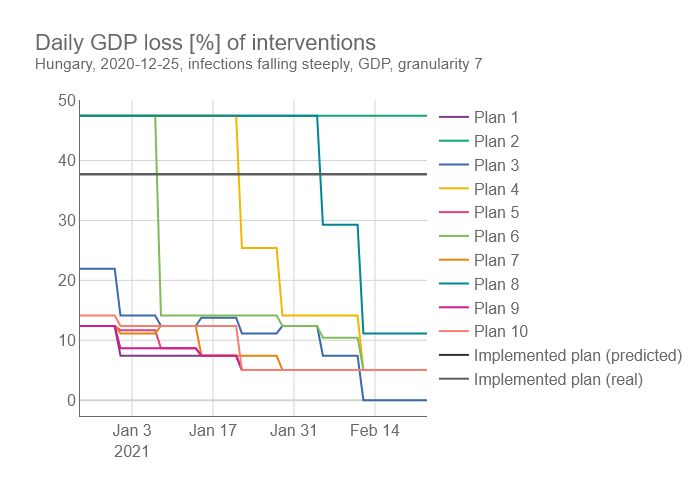 Daily GDP loss [%] of interventions
Hungary, 2020-12-25, infections falling steeply, GDP, granularity 7
50
40
30
20
10
0
Jan 3
2021
Jan 17
Jan 31
Feb 14
Plan 1
Plan 2
Plan 3
Plan 4
Plan 5
Plan 6
Plan 7
Plan 8
Plan 9
Plan 10
Implemented plan (predicted)
Implemented plan (real)